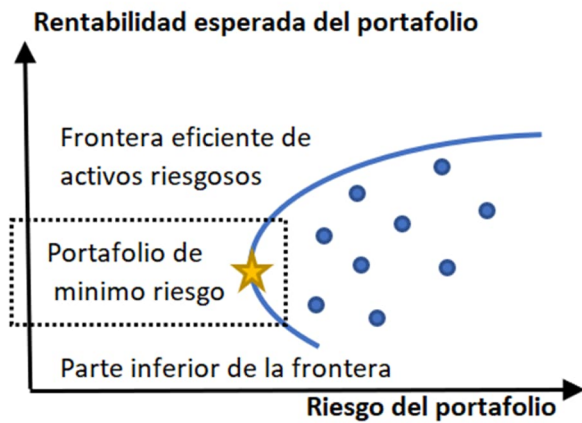 Rentabilidad esperada del portafolio
Frontera eficiente de
activos riesgosos
Portafolio de
minimo riesgo
Parte inferior de la frontera
Riesgo del portafolio